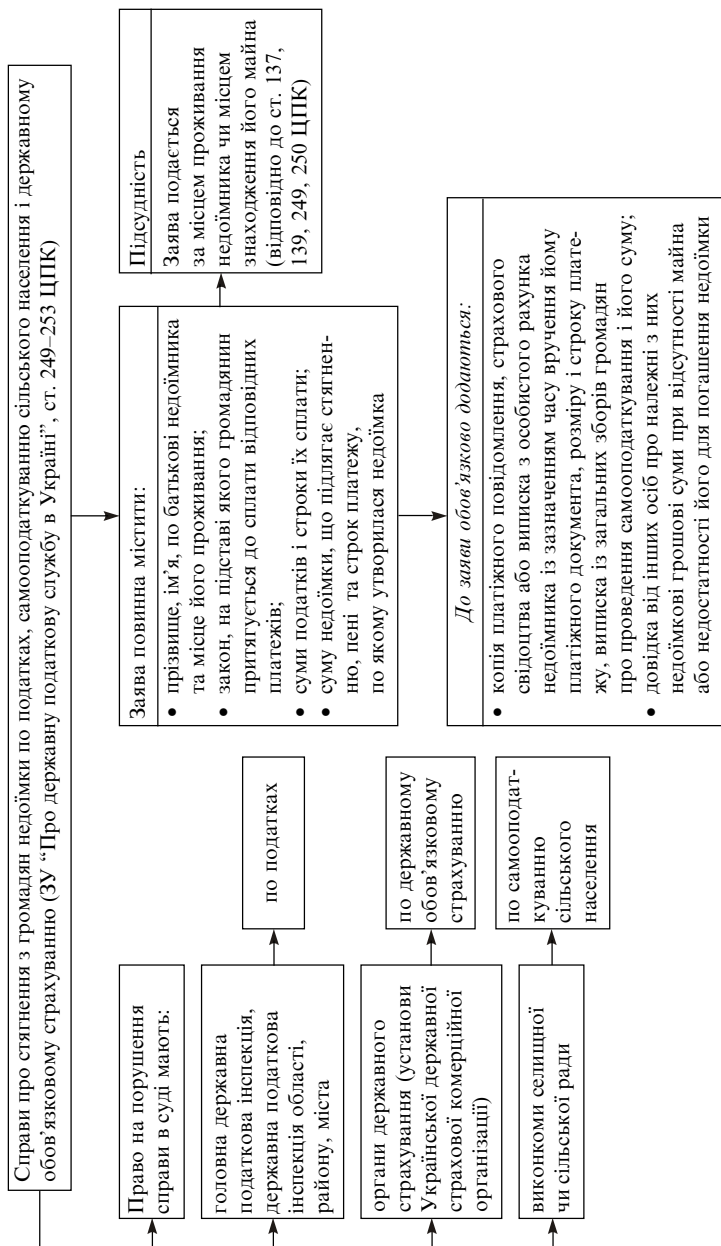 Справи про стягнення з громадян недоїмки по податках, самооподаткуванню сільського населення і державному
обов’язковому страхуванню (ЗУ “Про державну податкову службу в Україні”, ст. 249–253 ЦПК)
Право на порушення
справи в суді мають:
головна державна
податкова інспекція,
державна податкова
інспекція області,
району, міста
по податках
органи державного
страхування (установи
Української державної
страхової комерційної
організації)
по державному
обов’язковому
страхуванню
виконкоми селищної
чи сільської ради
по самооподат-
куванню
сільського
населення
Заява повинна містити:
• прізвище, ім’я, по батькові недоїмника
та місце його проживання;
• закон, на підставі якого громадянин
притягується до сплати відповідних
платежів;
• суми податків і строки їх сплати;
• суму недоїмки, що підлягає стягнен-
ню, пені та строк платежу,
по якому утворилася недоїмка
Підсудність
Заява подається
за місцем проживання
недоїмника чи місцем
знаходження його майна
(відповідно до ст. 137,
139, 249, 250 ЦПК)
До заяви обов’язково додаються:
• копія платіжного повідомлення, страхового
свідоцтва або виписка з особистого рахунка
недоїмника із зазначенням часу вручення йому
платіжного документа, розміру і строку плате-
жу, виписка із загальних зборів громадян
про проведення самооподаткування і його суму;
• довідка від інших осіб про належні з них
недоїмкові грошові суми при відсутності майна
або недостатності його для погашення недоїмки